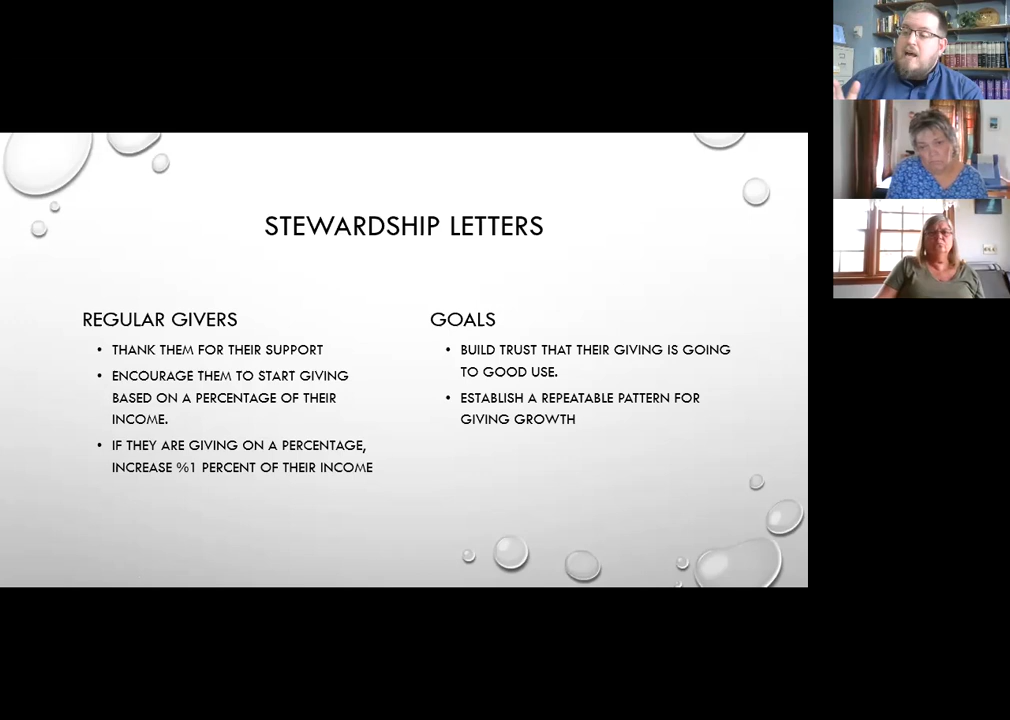 STEWARDSHIP LETTERS
REGULAR GIVERS
• THANK THEM FOR THEIR SUPPORT
• ENCOURAGE THEM TO START GIVING
BASED ON A PERCENTAGE OF THEIR
INCOME.
• IF THEY ARE GIVING ON A PERCENTAGE,
INCREASE %1 PERCENT OF THEIR INCOME
GOALS
• BUILD TRUST THAT THEIR GIVING IS GOING
TO GOOD USE.
• ESTABLISH A REPEATABLE PATTERN FOR
GIVING GROWTH